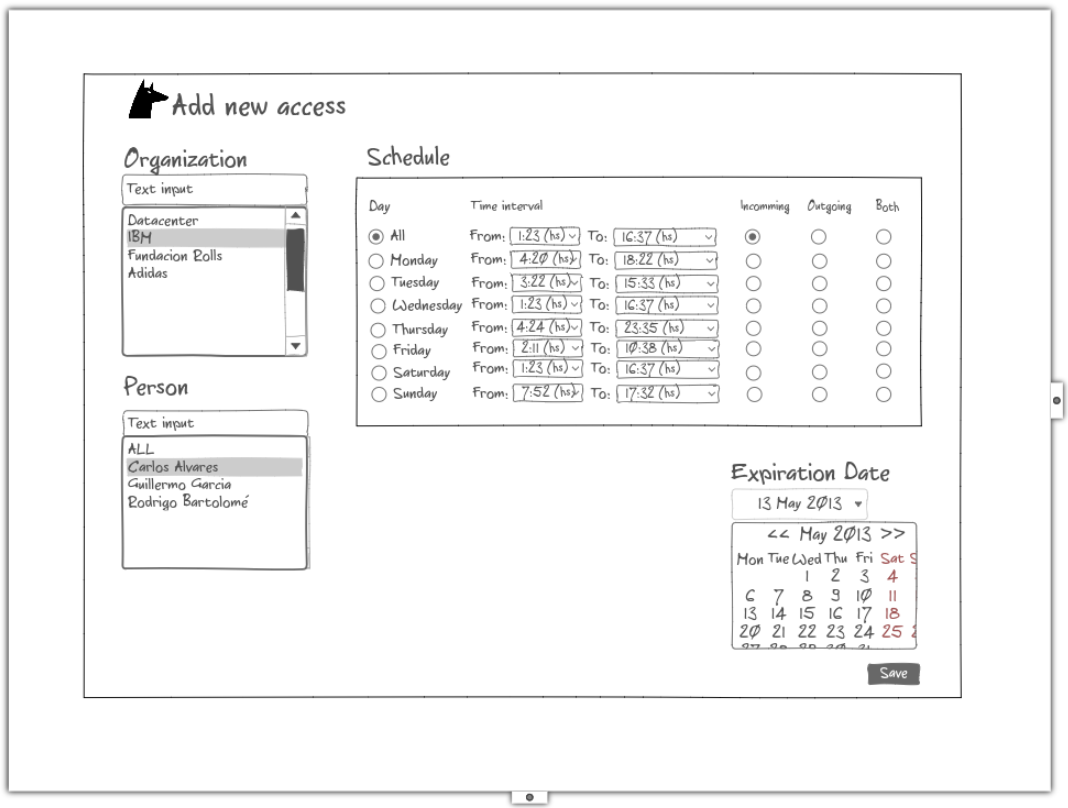 Add new access
Organization
Text input
Datacenter
IBM
Fundacion Rolls
Adidas
Person
Text input
ALL
Carlos Alvares
Guillermo Garcia
Rodrigo Bartolomé
Schedule
Day Time interval Incomming Outgoing Both
All From: 1:23 (hs) To: 16:37 (hs)
Monday From: 4:20 (hs) To: 18:22 (hs)
Tuesday From: 3:22 (hs) To: 15:33 (hs)
Wednesday From: 1:23 (hs) To: 16:37 (hs)
Thursday From: 4:24 (hs) To: 23:35 (hs)
Friday From: 2:11 (hs) To: 10:38 (hs)
Saturday From: 1:23 (hs) To: 16:37 (hs)
Sunday From: 7:52 (hs) To: 17:32 (hs)
Expiration Date
13 May 2013
<< May 2013 >>
Mon Tue Wed Thu Fri Sat
1 2 3 4
6 7 8 9 10 11
13 14 15 16 17 18
20 21 22 23 24 25
Save